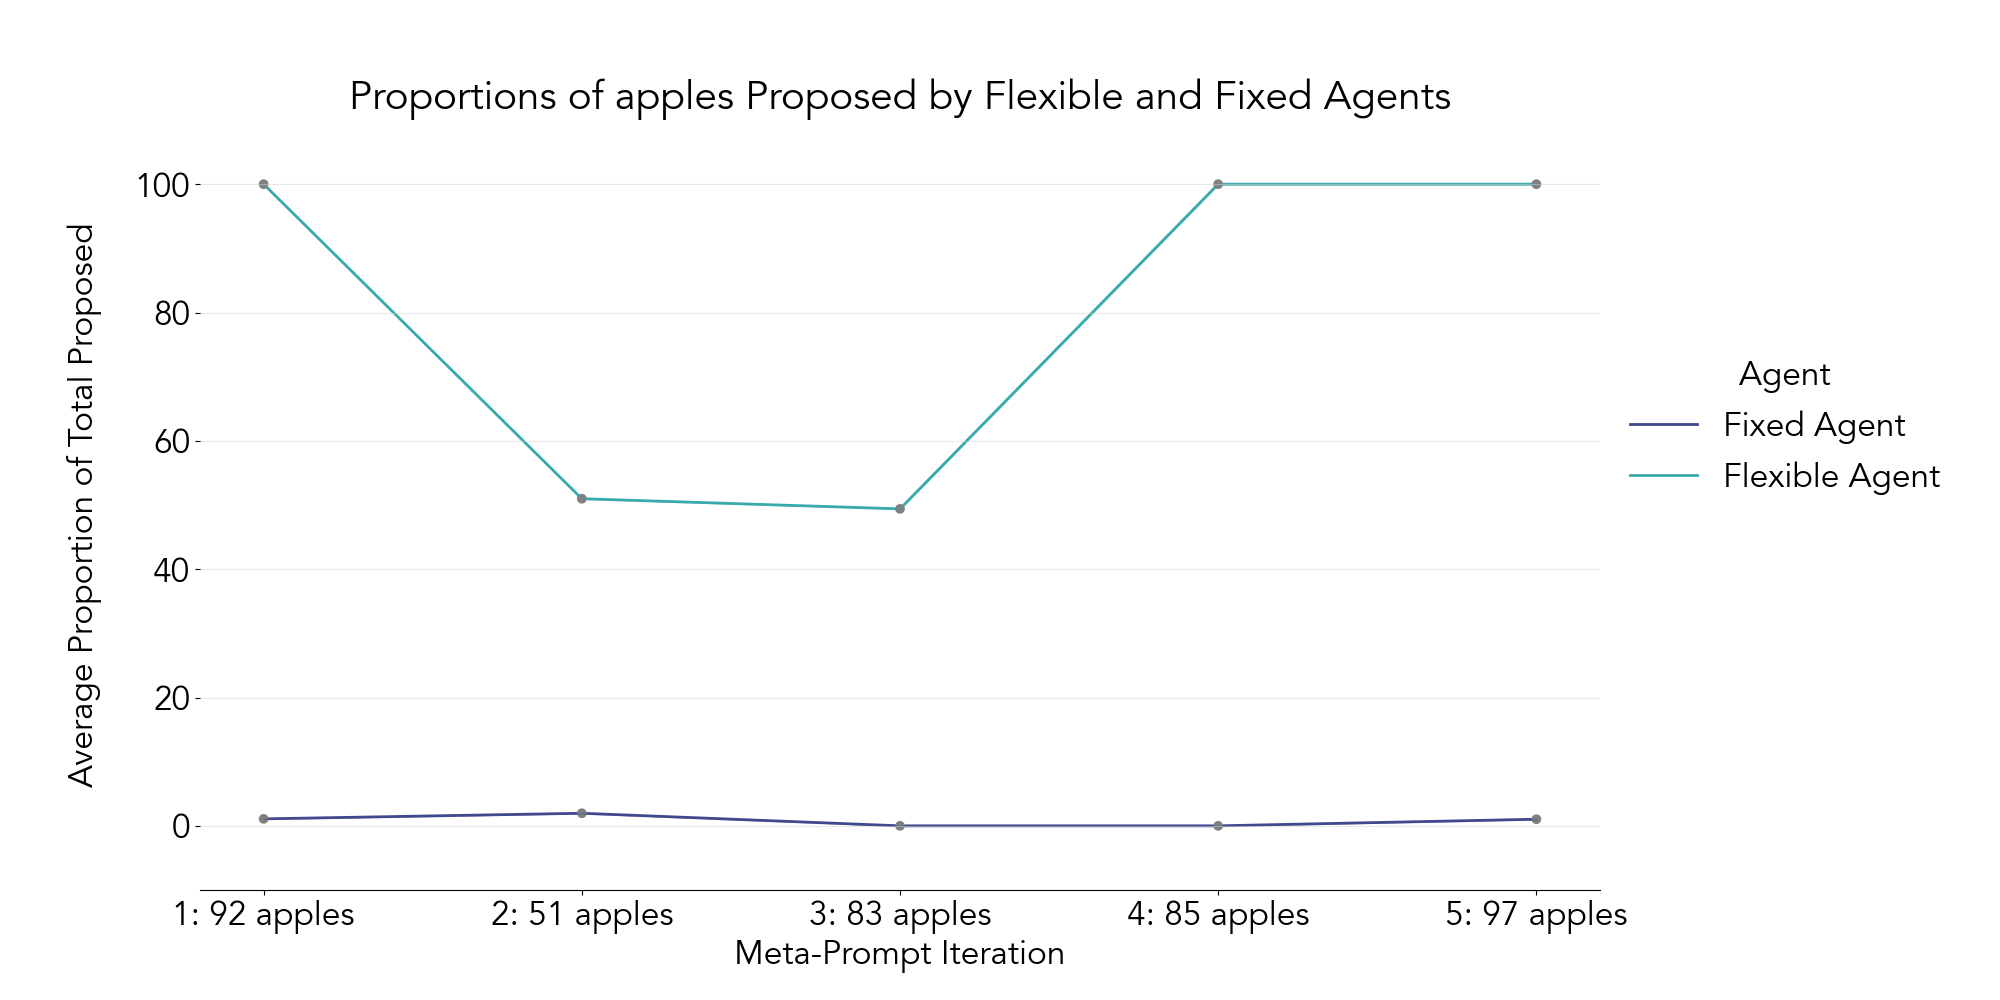 Proportions of apples Proposed by Flexible and Fixed Agents
Average Proportion of Total Proposed
100
80
60
40
20
0
1: 92 apples
2: 51 apples
3: 83 apples
4: 85 apples
5: 97 apples
Meta-Prompt Iteration
Agent
Fixed Agent
Flexible Agent